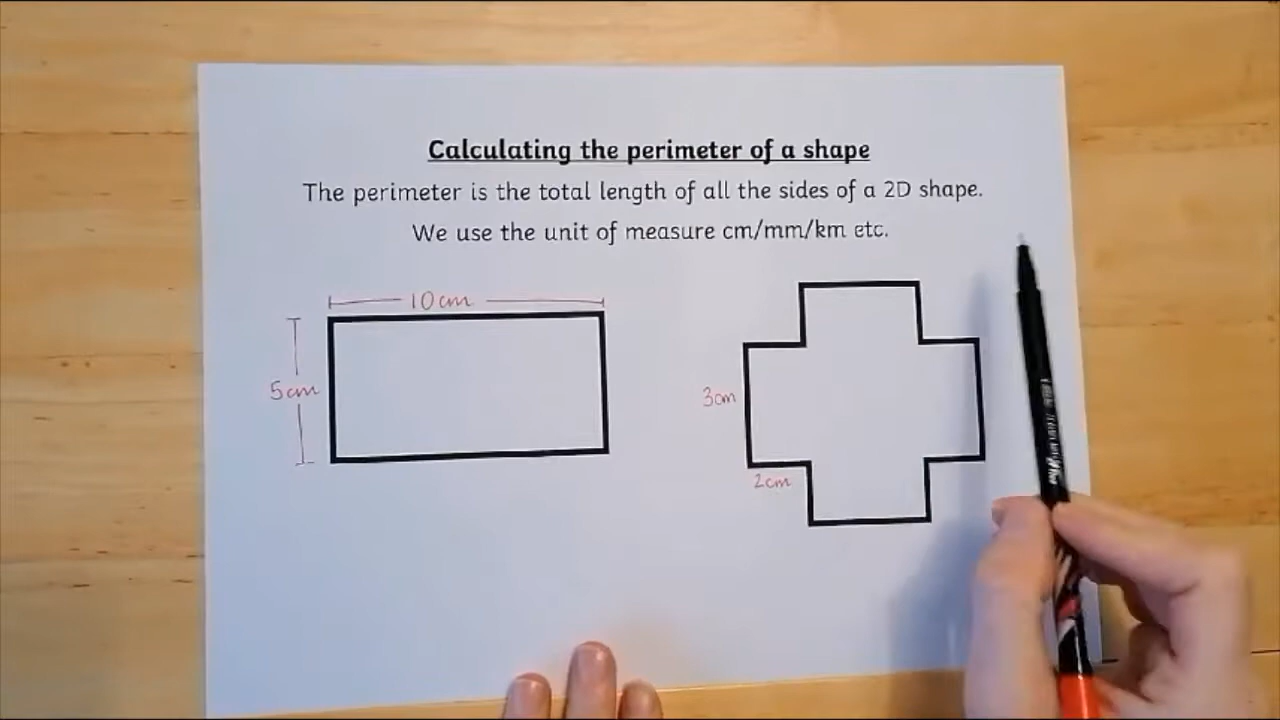 Calculating the perimeter of a shape
The perimeter is the total length of all the sides of a 2D shape.
We use the unit of measure cm/mm/km etc.
10cm
5cm
3cm
2cm